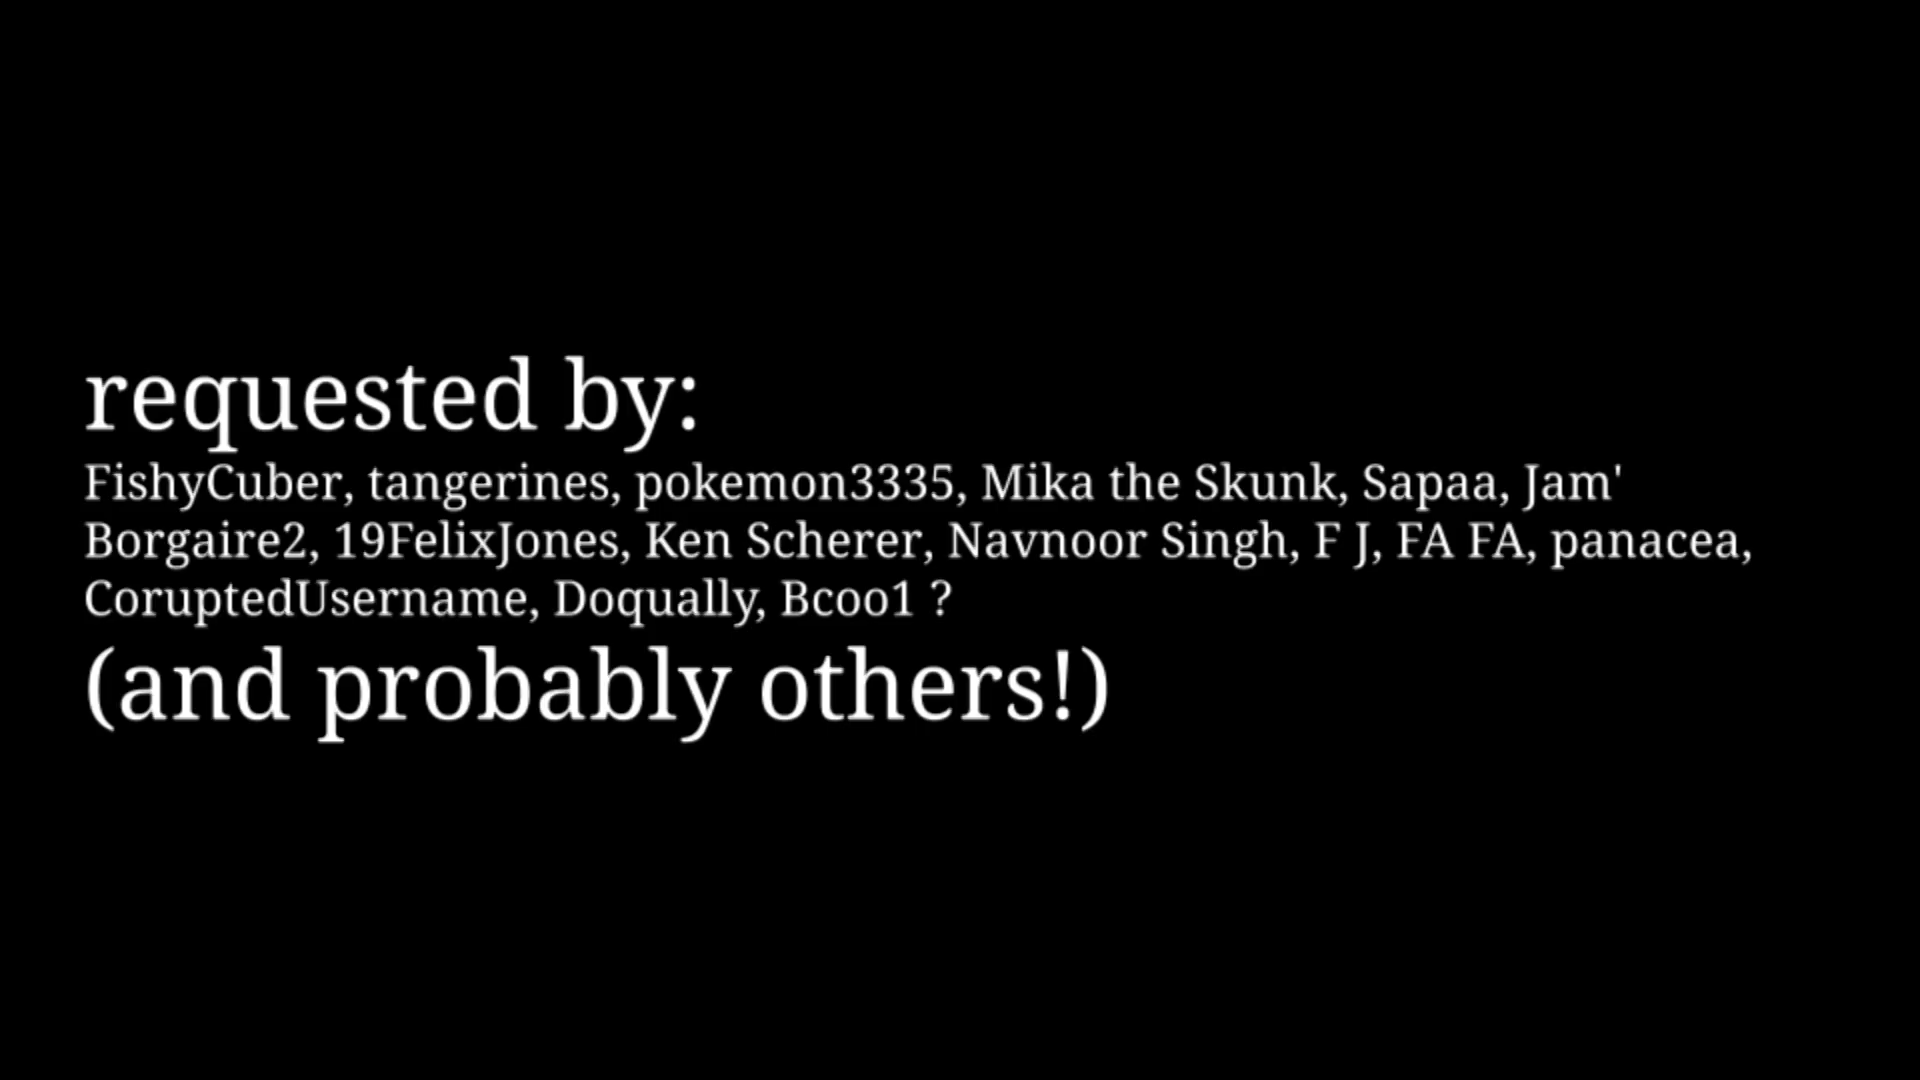 requested by:
FishyCuber, tangerines, pokemon3335, Mika the Skunk, Sapaa, Jam'
Borgaire2, 19FelixJones, Ken Scherer, Navnoor Singh, F J, FA FA, panacea,
CoruptedUsername, Doqually, Bcoo1 ?
(and probably others!)